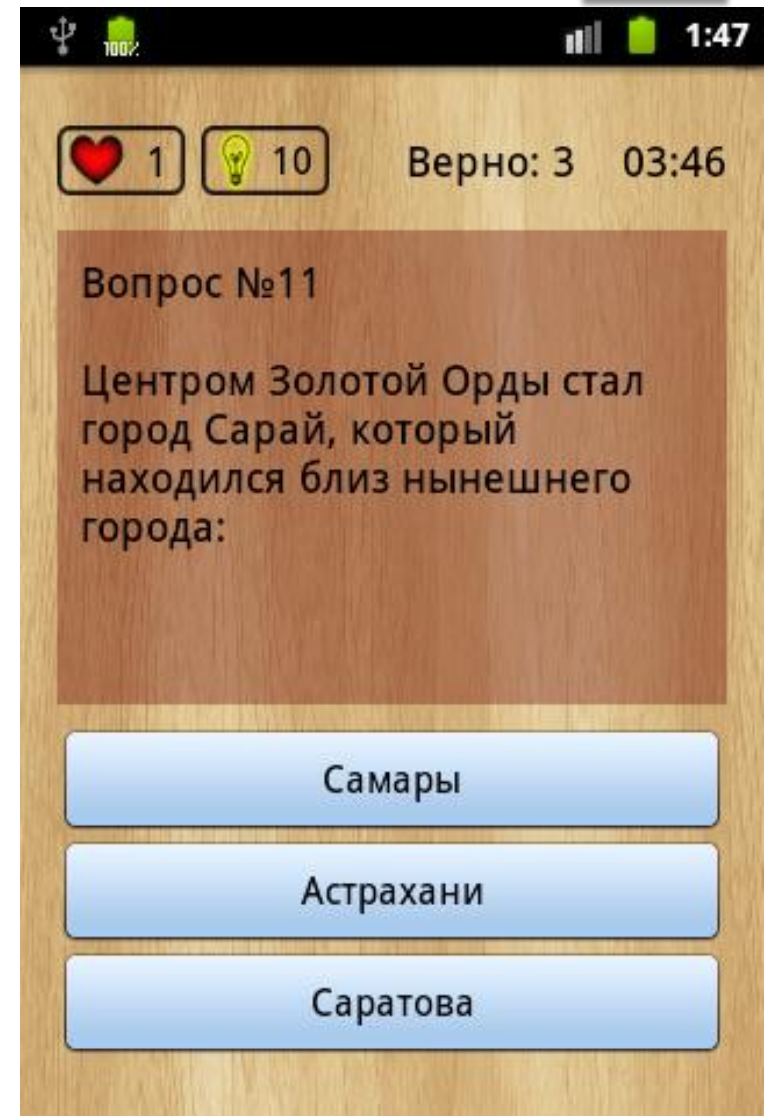 100% 1:47
1 10 Верно: 3 03:46
Вопрос №11
Центром Золотой Орды стал
город Сарай, который
находился близ нынешнего
города:
Самары
Астрахани
Саратова